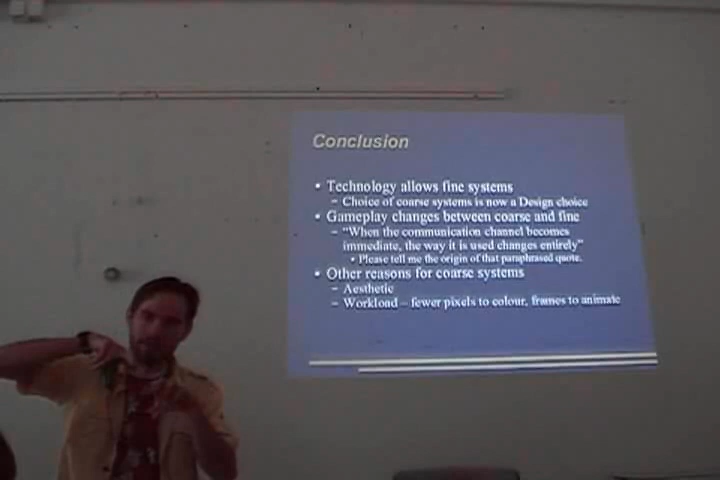 Conclusion
• Technology allows fine systems
– Choice of coarse systems is now a Design choice
• Gameplay changes between coarse and fine
– "When the communication channel becomes
immediate, the way it is used changes entirely"
• Please tell me the origin of that paraphrased quote.
• Other reasons for coarse systems
– Aesthetic
– Workload – fewer pixels to colour, frames to animate